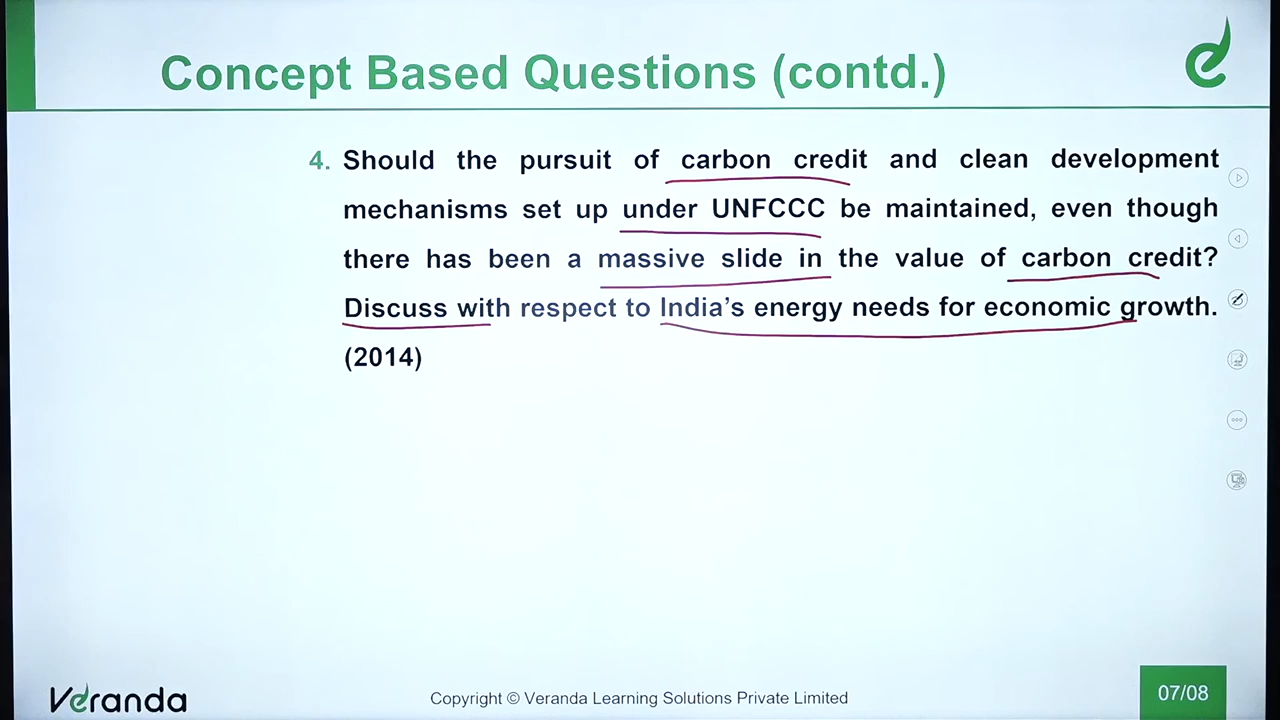 Concept Based Questions (contd.)
4. Should the pursuit of carbon credit and clean development
mechanisms set up under UNFCCC be maintained, even though
there has been a massive slide in the value of carbon credit?
Discuss with respect to India's energy needs for economic growth.
(2014)
Veranda
Copyright © Veranda Learning Solutions Private Limited
07/08